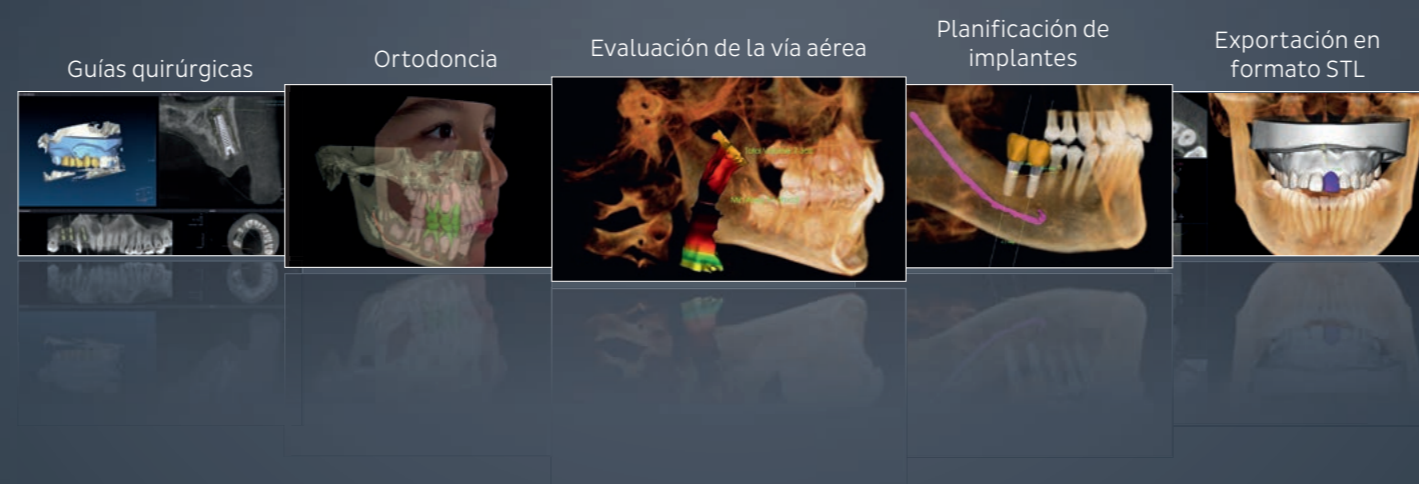 Guías quirúrgicas
Ortodoncia
Evaluación de la vía aérea
Planificación de
implantes
Exportación en
formato STL